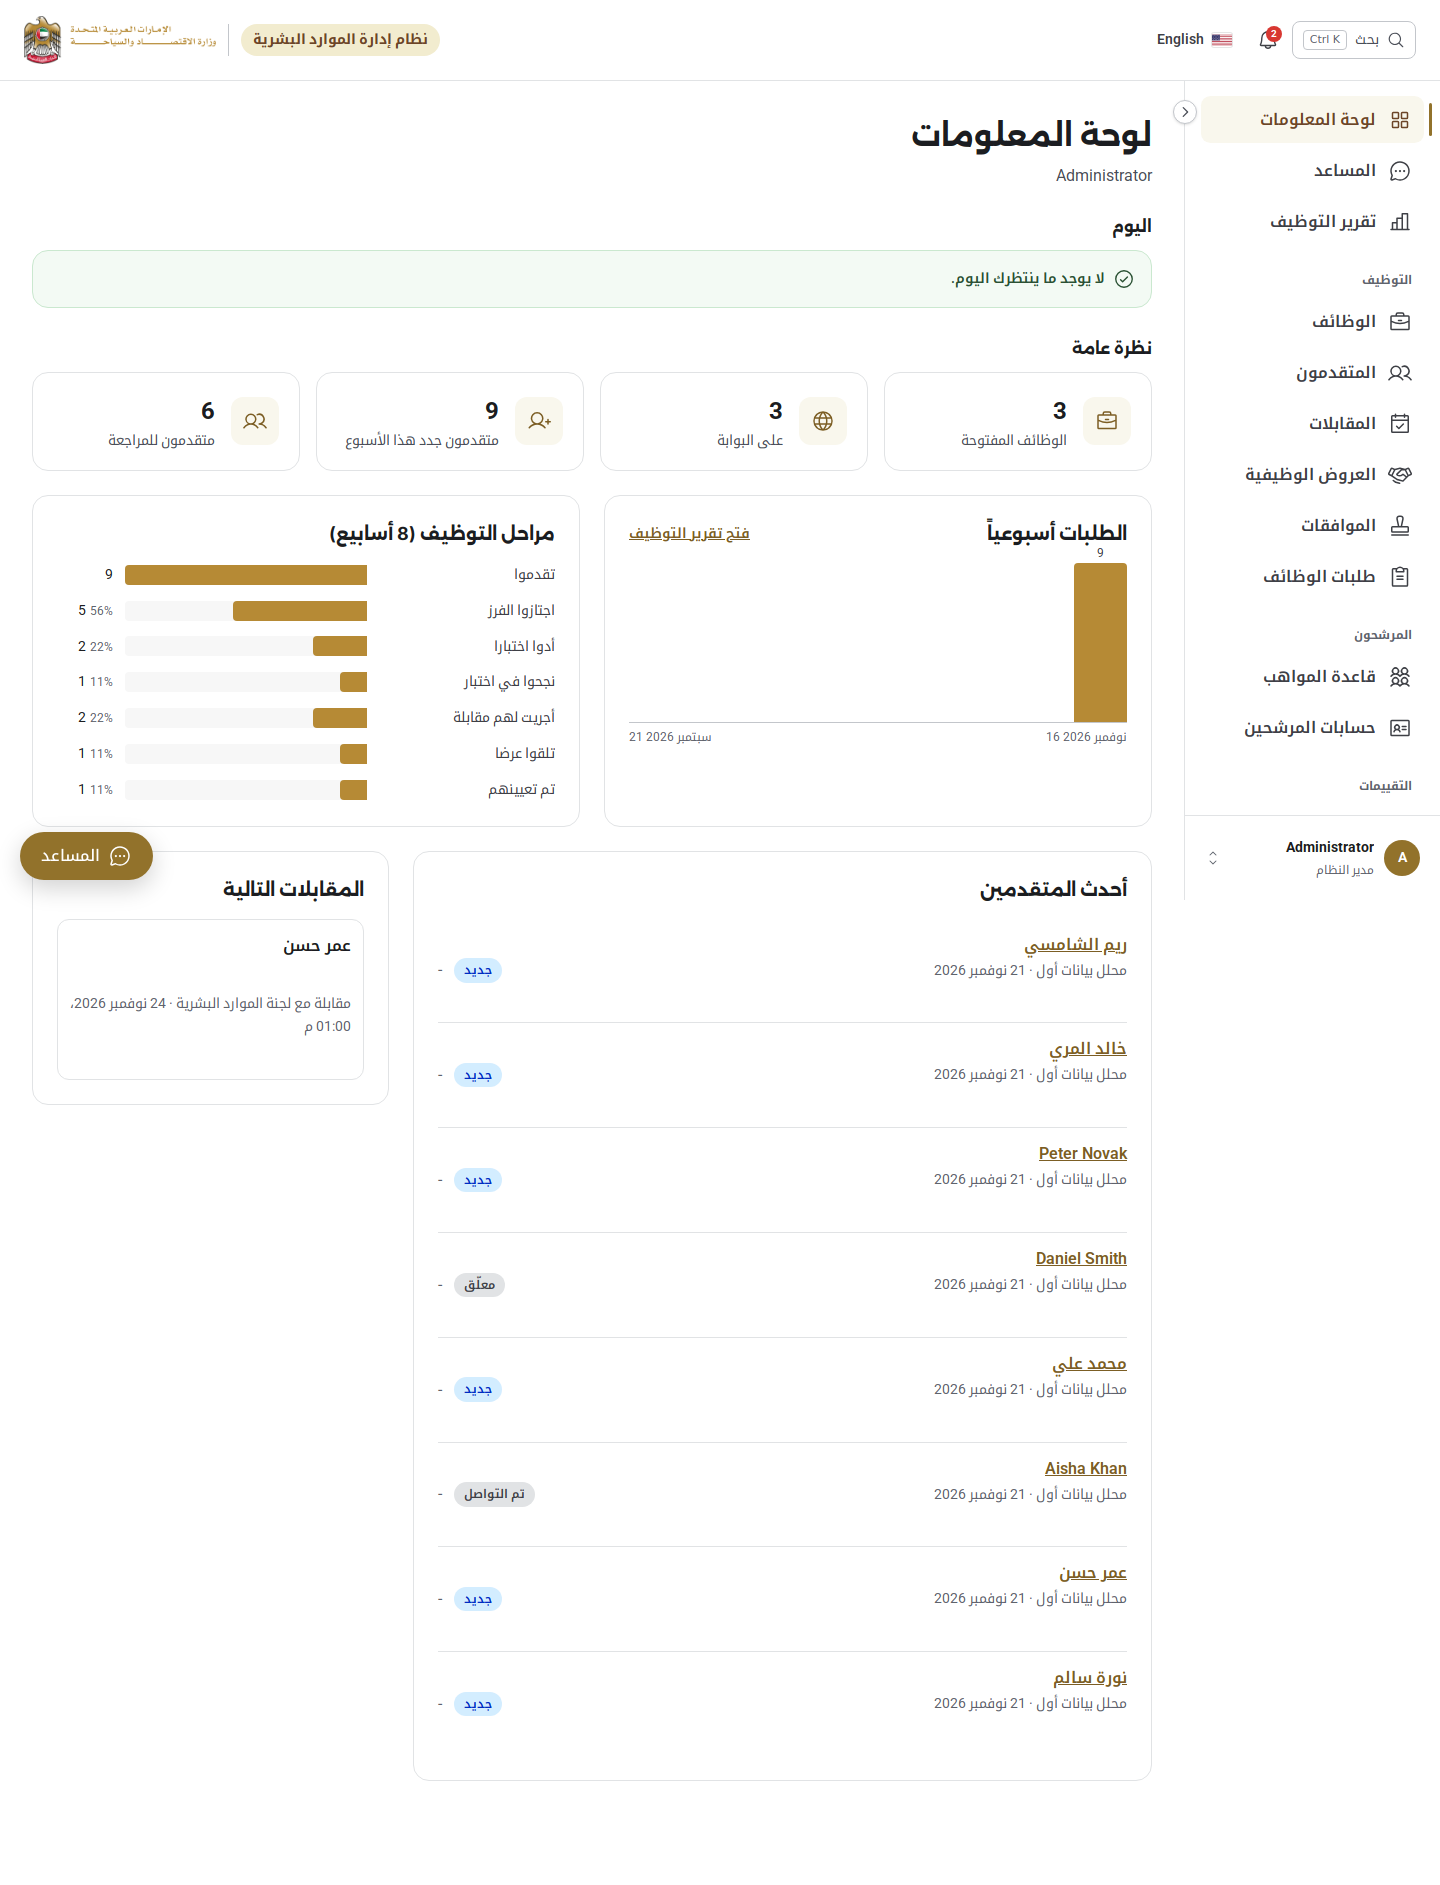 بحث
Ctrl K
2
English
نظام إدارة الموارد البشرية
الإمارات العربية المتحدة
وزارة الاقتصاد والسياحة
لوحة المعلومات
المساعد
تقرير التوظيف
التوظيف
الوظائف
المتقدمون
المقابلات
العروض الوظيفية
الموافقات
طلبات الوظائف
المرشحون
قاعدة المواهب
حسابات المرشحين
التقييمات
A
Administrator
مدير النظام
لوحة المعلومات
Administrator
اليوم
لا يوجد ما ينتظرك اليوم.
نظرة عامة
3
الوظائف المفتوحة
3
على البوابة
9
متقدمون جدد هذا الأسبوع
6
متقدمون للمراجعة
الطلبات أسبوعياً
فتح تقرير التوظيف
9
16 نوفمبر 2026
21 سبتمبر 2026
مراحل التوظيف (8 أسابيع)
تقدموا 9
اجتازوا الفرز 56% 5
أدوا اختبارا 22% 2
نجحوا في اختبار 11% 1
أجريت لهم مقابلة 22% 2
تلقوا عرضا 11% 1
تم تعيينهم 11% 1
المساعد
أحدث المتقدمين
ريم الشامسي
محلل بيانات أول · 21 نوفمبر 2026
جديد -
خالد المري
محلل بيانات أول · 21 نوفمبر 2026
جديد -
Peter Novak
محلل بيانات أول · 21 نوفمبر 2026
جديد -
Daniel Smith
محلل بيانات أول · 21 نوفمبر 2026
معلّق -
محمد علي
محلل بيانات أول · 21 نوفمبر 2026
جديد -
Aisha Khan
محلل بيانات أول · 21 نوفمبر 2026
تم التواصل -
عمر حسن
محلل بيانات أول · 21 نوفمبر 2026
جديد -
نورة سالم
محلل بيانات أول · 21 نوفمبر 2026
جديد -
المقابلات التالية
عمر حسن
مقابلة مع لجنة الموارد البشرية · 24 نوفمبر 2026،
01:00 م